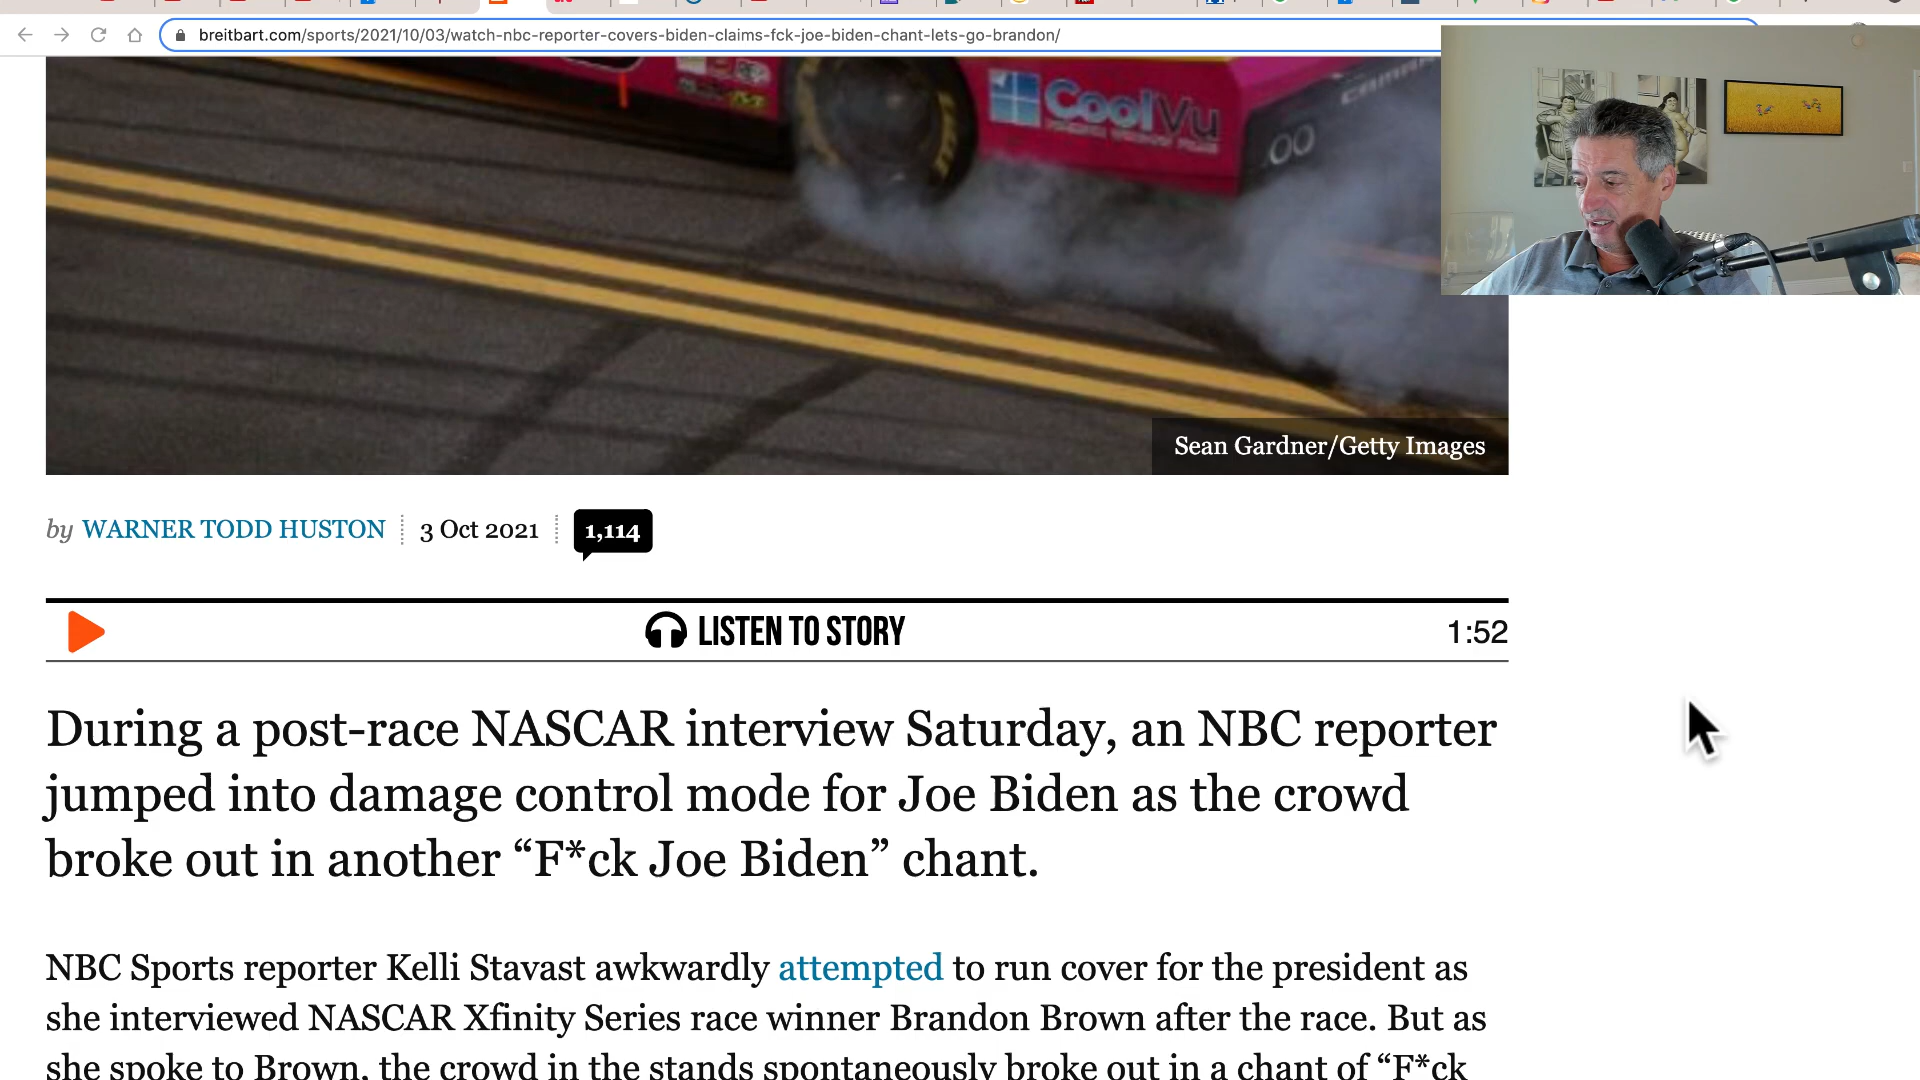 breitbart.com/sports/2021/10/03/watch-nbc-reporter-covers-biden-claims-fck-joe-biden-chant-lets-go-brandon/
CoolVu
Sean Gardner/Getty Images
by WARNER TODD HUSTON 3 Oct 2021 1,114
LISTEN TO STORY 1:52
During a post-race NASCAR interview Saturday, an NBC reporter
jumped into damage control mode for Joe Biden as the crowd
broke out in another “F*ck Joe Biden” chant.
NBC Sports reporter Kelli Stavast awkwardly attempted to run cover for the president as
she interviewed NASCAR Xfinity Series race winner Brandon Brown after the race. But as
she spoke to Brown, the crowd in the stands spontaneously broke out in a chant of “F*ck